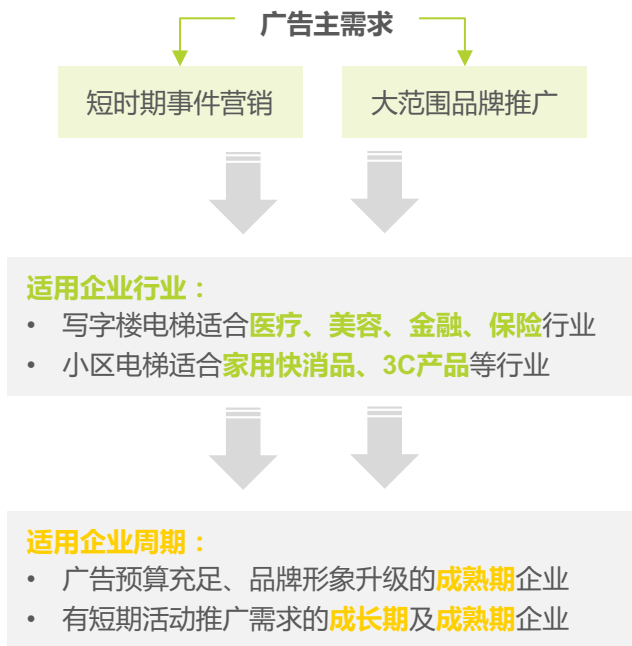 广告主需求
短时期事件营销
大范围品牌推广
适用企业行业：
• 写字楼电梯适合医疗、美容、金融、保险行业
• 小区电梯适合家用快消品、3C产品等行业
适用企业周期：
• 广告预算充足、品牌形象升级的成熟期企业
• 有短期活动推广需求的成长期及成熟期企业